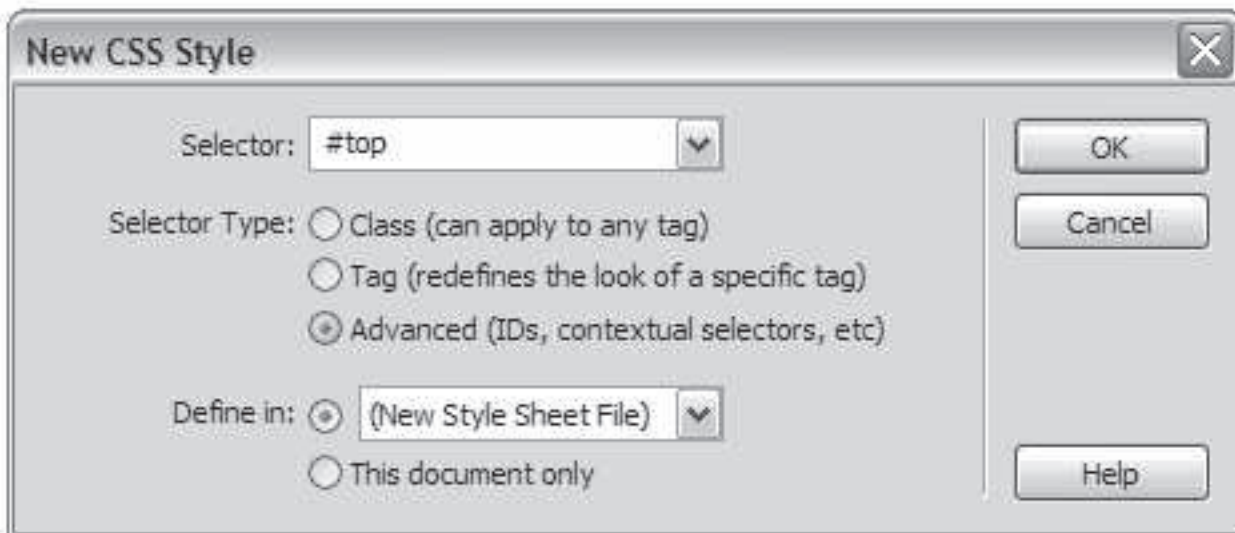 New CSS Style
Selector: #top
OK
Selector Type: Class (can apply to any tag)
Cancel
Tag (redefines the look of a specific tag)
Advanced (IDs, contextual selectors, etc)
Define in: (New Style Sheet File)
This document only
Help